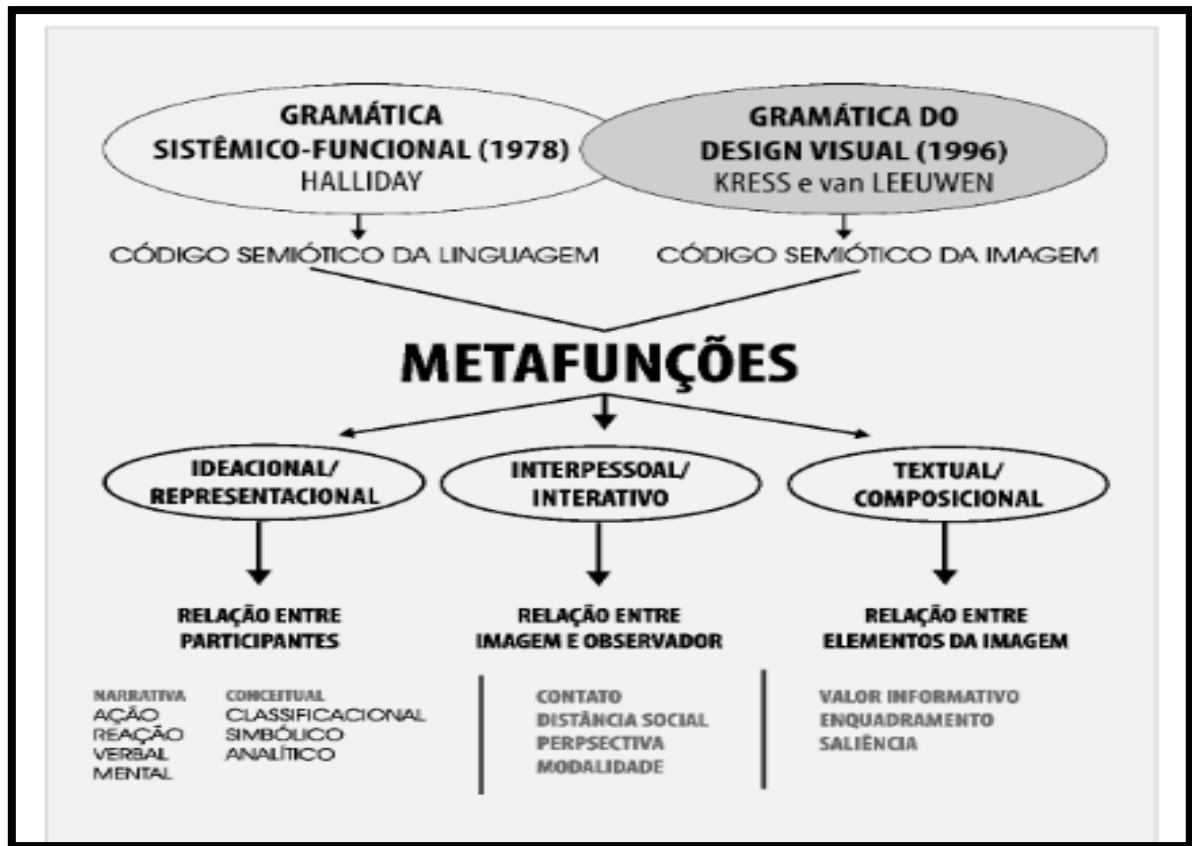 GRAMÁTICA
SISTÊMICO-FUNCIONAL (1978)
HALLIDAY
GRAMÁTICA DO
DESIGN VISUAL (1996)
KRESS e van LEEUWEN
CÓDIGO SEMIÓTICO DA LINGUAGEM
CÓDIGO SEMIÓTICO DA IMAGEM
METAFUNÇÕES
IDEACIONAL/
REPRESENTACIONAL
INTERPESSOAL/
INTERATIVO
TEXTUAL/
COMPOSICIONAL
RELAÇÃO ENTRE
PARTICIPANTES
RELAÇÃO ENTRE
IMAGEM E OBSERVADOR
RELAÇÃO ENTRE
ELEMENTOS DA IMAGEM
NARRATIVA
AÇÃO
REAÇÃO
VERBAL
MENTAL
CONCEITUAL
CLASSIFICACIONAL
SIMBÓLICO
ANALÍTICO
CONTATO
DISTÂNCIA SOCIAL
PERPSECTIVA
MODALIDADE
VALOR INFORMATIVO
ENQUADRAMENTO
SALIÊNCIA